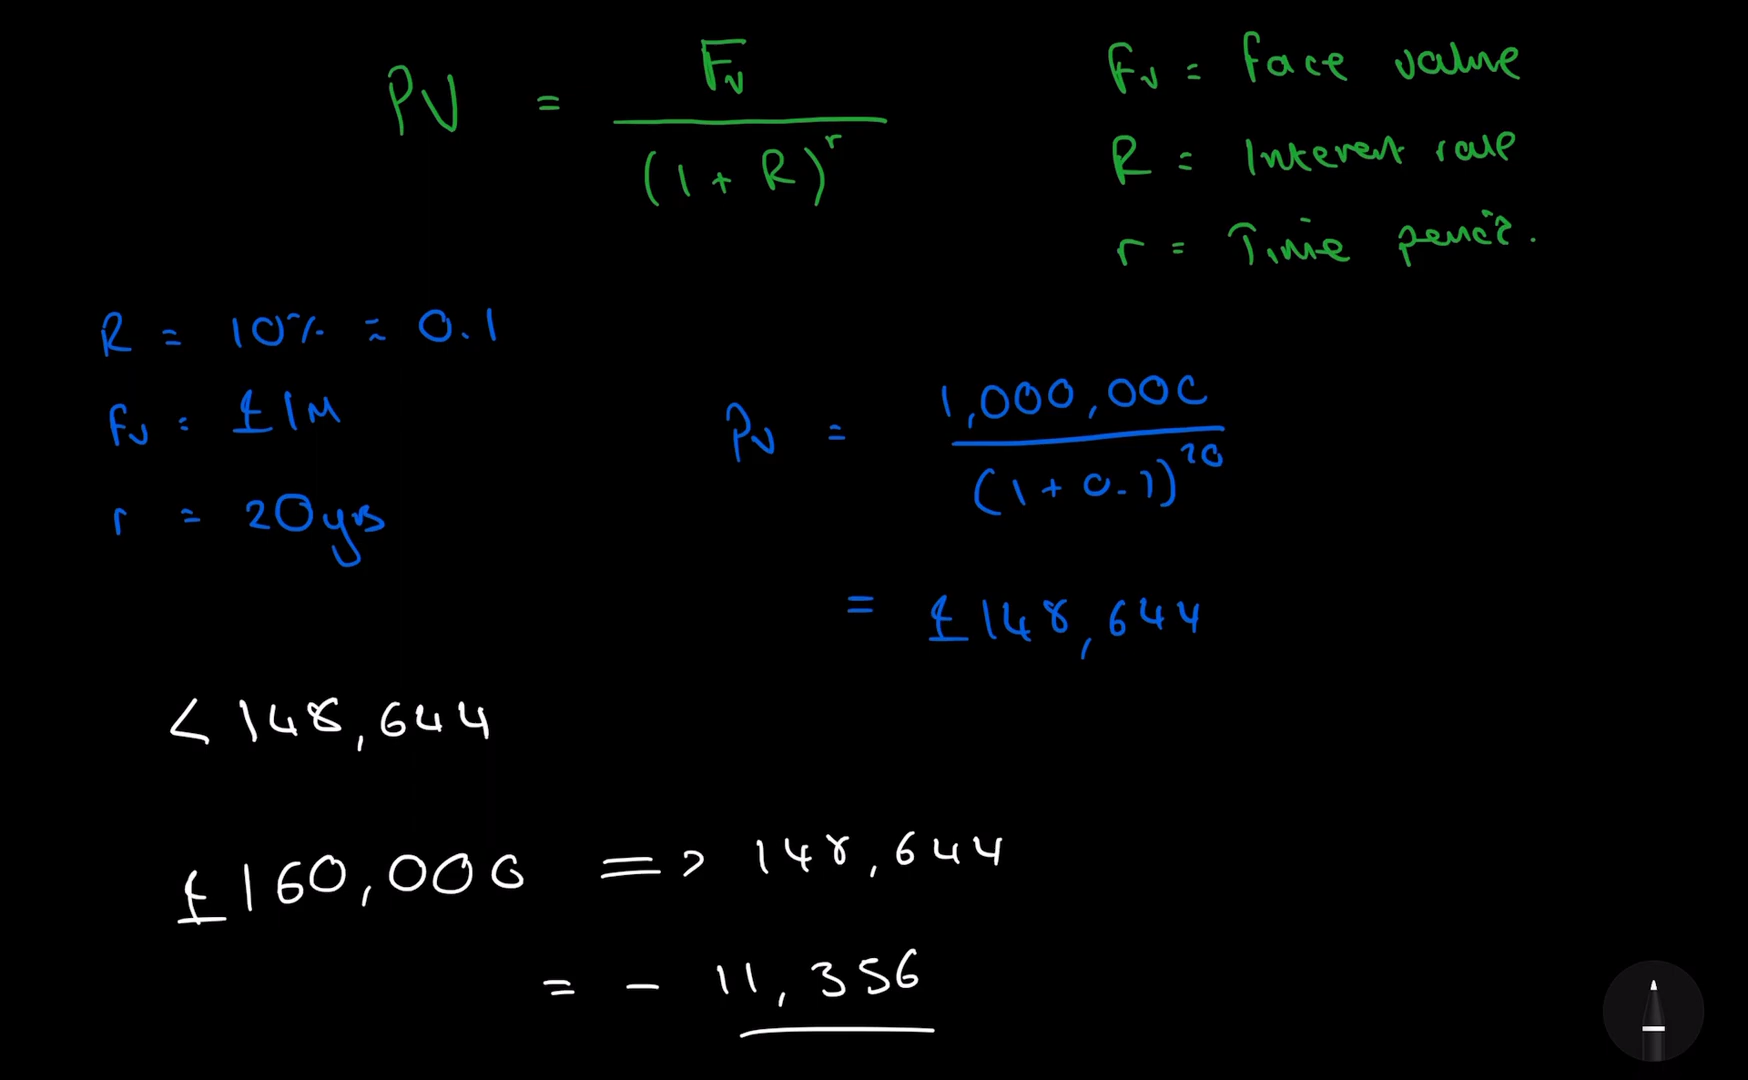 PV = Fv / (1 + R)^r
Fv = face value
R = Interest rate
r = Time period.
R = 10% = 0.1
Fv = £1M
r = 20yrs
Pv = 1,000,000 / (1 + 0.1)^20
= £148,644
< 148,644
£160,000 => 148,644
= - 11,356